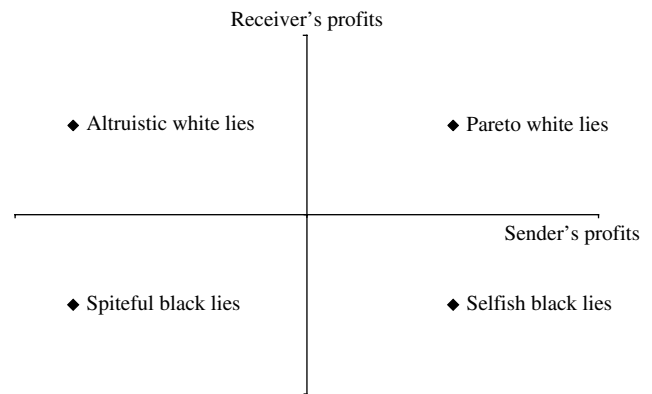 Receiver's profits
Altruistic white lies
Pareto white lies
Sender's profits
Spiteful black lies
Selfish black lies